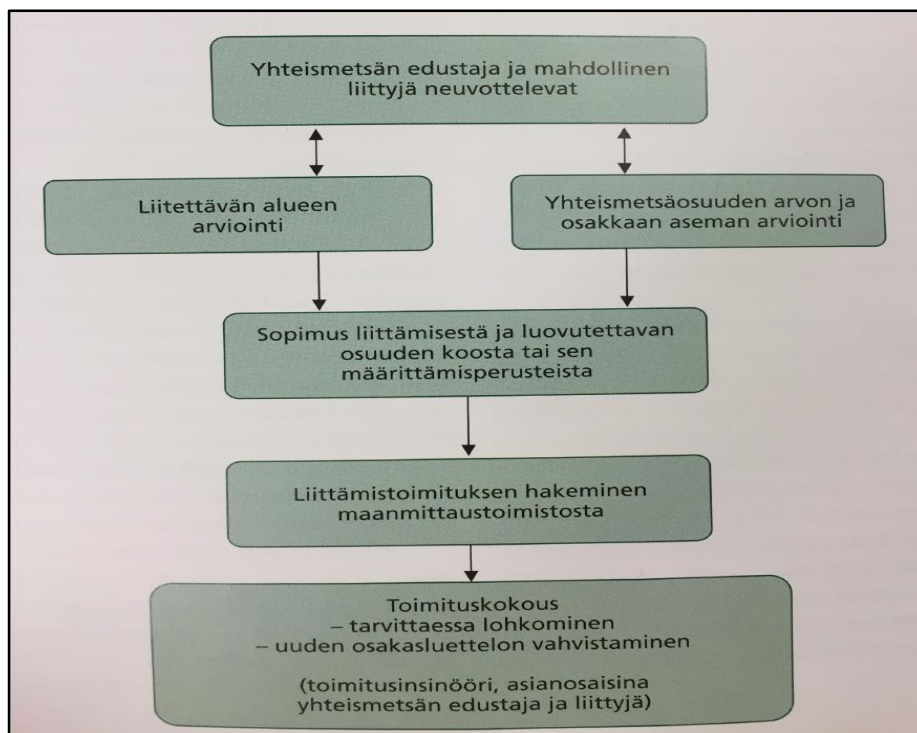 Yhteismetsän edustaja ja mahdollinen
liittyjä neuvottelevat
Liitettävän alueen
arviointi
Yhteismetsäosuuden arvon ja
osakkaan aseman arviointi
Sopimus liittämisestä ja luovutettavan
osuuden koosta tai sen
määrittämisperusteista
Liittämistoimituksen hakeminen
maanmittaustoimistosta
Toimituskokous
– tarvittaessa lohkominen
– uuden osakasluettelon vahvistaminen
(toimitusinsinööri, asianosaisina
yhteismetsän edustaja ja liittyjä)